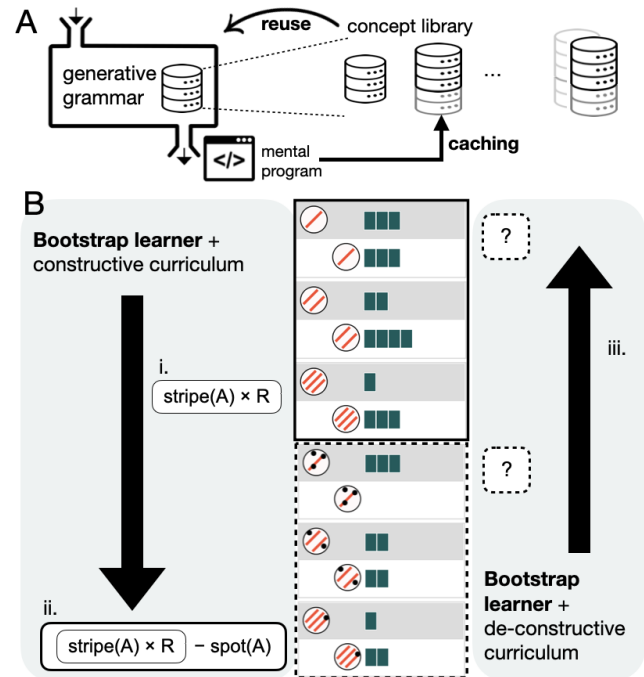 A
reuse
concept library
generative
grammar
...
</>
mental
program
caching
B
Bootstrap learner +
constructive curriculum
?
i.
stripe(A) × R
iii.
?
ii.
stripe(A) × R − spot(A)
Bootstrap
learner +
de-constructive
curriculum